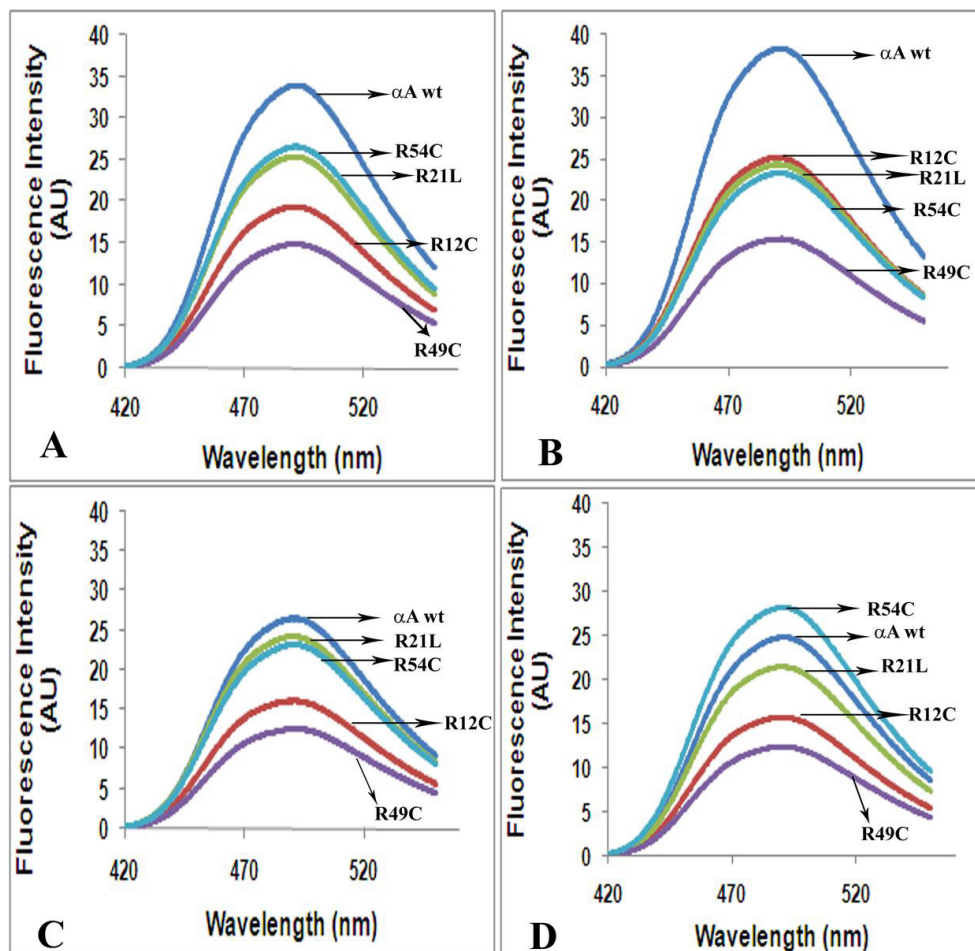 Fluorescence Intensity
(AU)
40
35
30
25
20
15
10
5
0
αA wt
R54C
R21L
R12C
R49C
420
470
520
Wavelength (nm)
A
Fluorescence Intensity
(AU)
40
35
30
25
20
15
10
5
0
αA wt
R12C
R21L
R54C
R49C
420
470
520
Wavelength (nm)
B
Fluorescence Intensity
(AU)
40
35
30
25
20
15
10
5
0
αA wt
R21L
R54C
R12C
R49C
420
470
520
Wavelength (nm)
C
Fluorescence Intensity
(AU)
40
35
30
25
20
15
10
5
0
R54C
αA wt
R21L
R12C
R49C
420
470
520
Wavelength (nm)
D